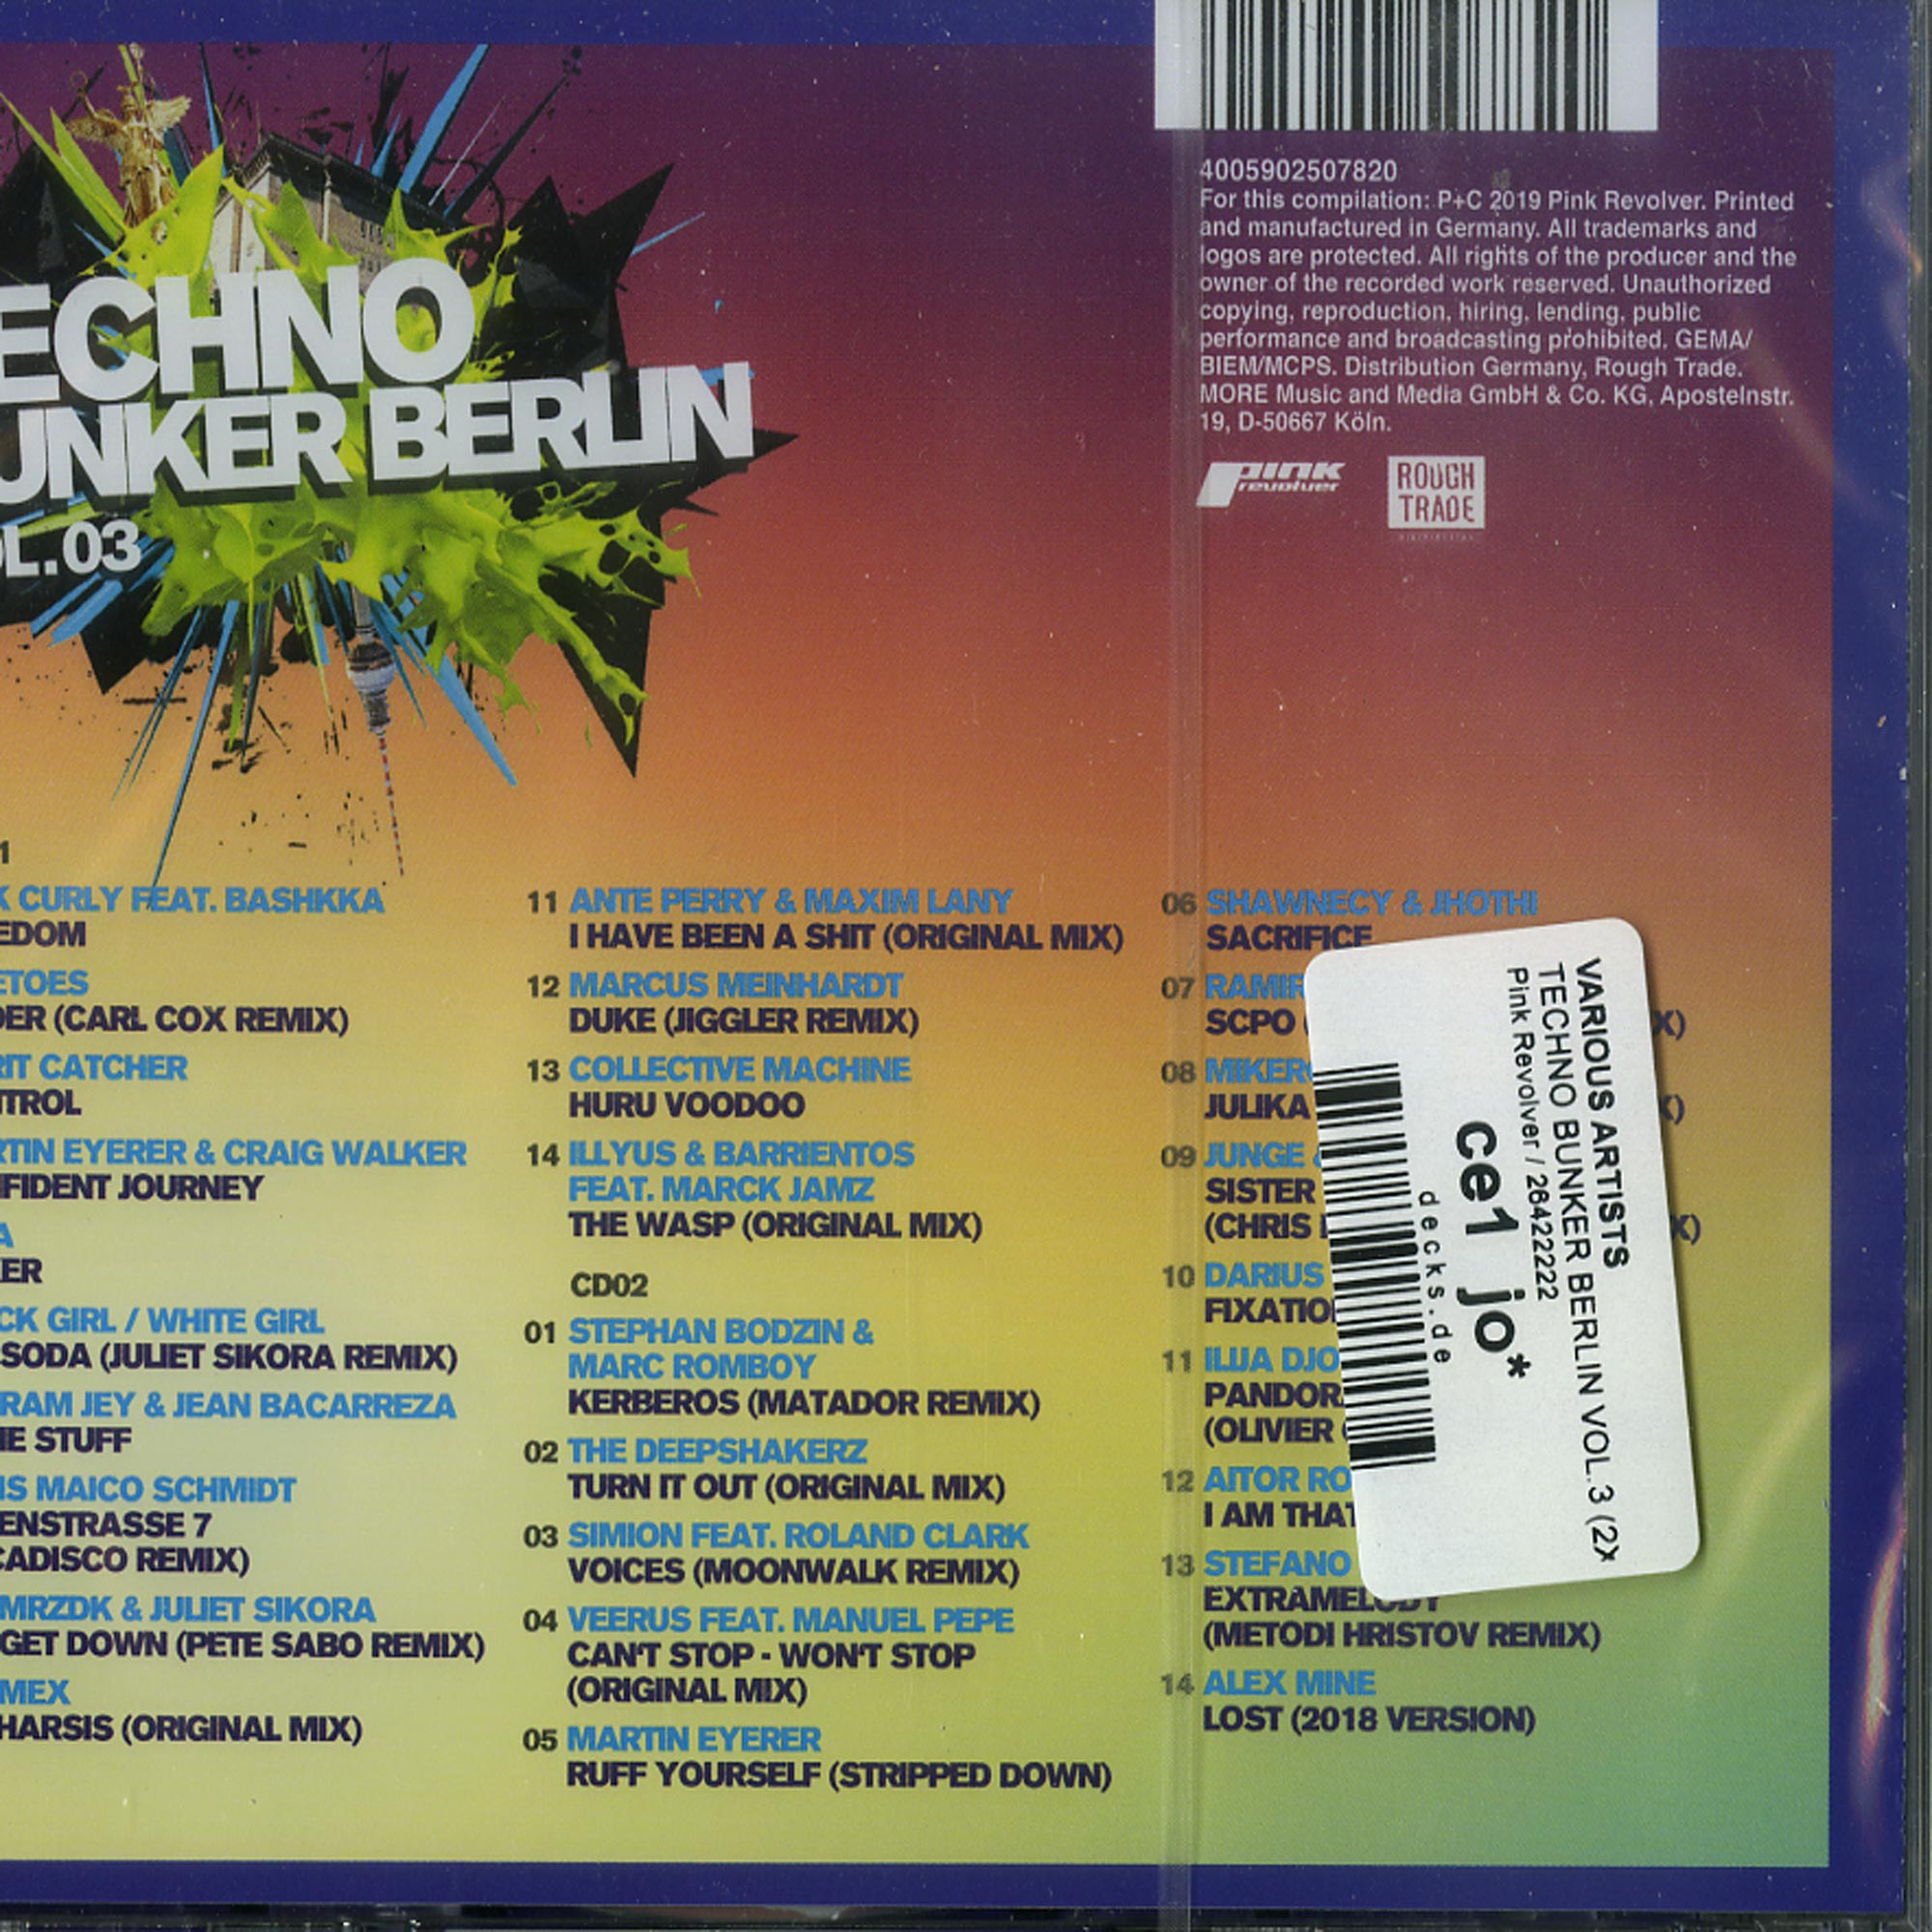 4005902507820
For this compilation: P+C 2019 Pink Revolver. Printed
and manufactured in Germany. All trademarks and
logos are protected. All rights of the producer and the
owner of the recorded work reserved. Unauthorized
copying, reproduction, hiring, lending, public
performance and broadcasting prohibited. GEMA/
BIEM/MCPS. Distribution Germany, Rough Trade.
MORE Music and Media GmbH & Co. KG, Apostelnstr.
19, D-50667 Köln.
PINK
revolver
ROUGH
TRADE
ECHNO
UNKER BERLIN
OL.03
1
K CURLY FEAT. BASHKKA
EDOM
ETOES
DER (CARL COX REMIX)
RIT CATCHER
NTROL
RTIN EYERER & CRAIG WALKER
NFIDENT JOURNEY
A
ER
CK GIRL / WHITE GIRL
SODA (JULIET SIKORA REMIX)
RAM JEY & JEAN BACARREZA
IE STUFF
IS MAICO SCHMIDT
ENSTRASSE 7
CADISCO REMIX)
MRZDK & JULIET SIKORA
GET DOWN (PETE SABO REMIX)
MEX
HARSIS (ORIGINAL MIX)
11 ANTE PERRY & MAXIM LANY
I HAVE BEEN A SHIT (ORIGINAL MIX)
12 MARCUS MEINHARDT
DUKE (JIGGLER REMIX)
13 COLLECTIVE MACHINE
HURU VOODOO
14 ILLYUS & BARRIENTOS
FEAT. MARCK JAMZ
THE WASP (ORIGINAL MIX)
CD02
01 STEPHAN BODZIN &
MARC ROMBOY
KERBEROS (MATADOR REMIX)
02 THE DEEPSHAKERZ
TURN IT OUT (ORIGINAL MIX)
03 SIMION FEAT. ROLAND CLARK
VOICES (MOONWALK REMIX)
04 VEERUS FEAT. MANUEL PEPE
CAN'T STOP - WON'T STOP
(ORIGINAL MIX)
05 MARTIN EYERER
RUFF YOURSELF (STRIPPED DOWN)
06 SHAWNECY & JHOTHI
SACRIFICE
07 RAMIR
SCPO ( X)
08 MIKER
JULIKA X)
09 JUNGE &
SISTER
(CHRIS X)
10 DARIUS
FIXATIO
11 ILIJA DJO
PANDOR
(OLIVIER
12 AITOR RO
I AM THAT
13 STEFANO
EXTRAMELODY
(METODI HRISTOV REMIX)
14 ALEX MINE
LOST (2018 VERSION)
VARIOUS ARTISTS
TECHNO BUNKER BERLIN VOL.3 (2X
Pink Revolver / 26422222
ce1 jo*
decks.de